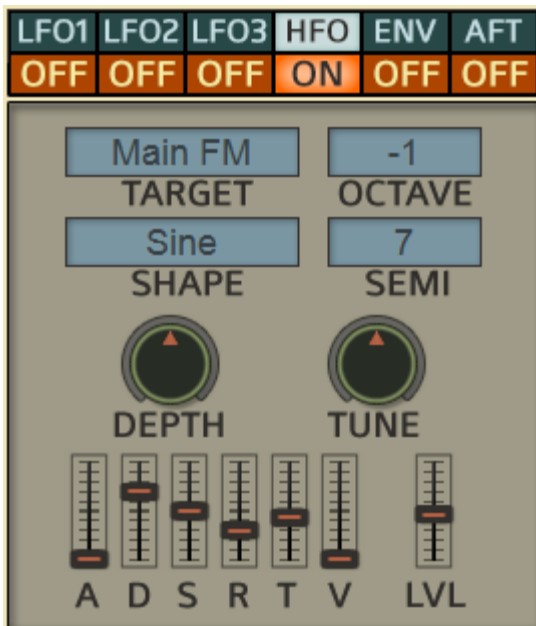 LFO1 LFO2 LFO3 HFO ENV AFT
OFF OFF OFF ON OFF OFF
Main FM -1
TARGET OCTAVE
Sine 7
SHAPE SEMI
DEPTH TUNE
A D S R T V LVL